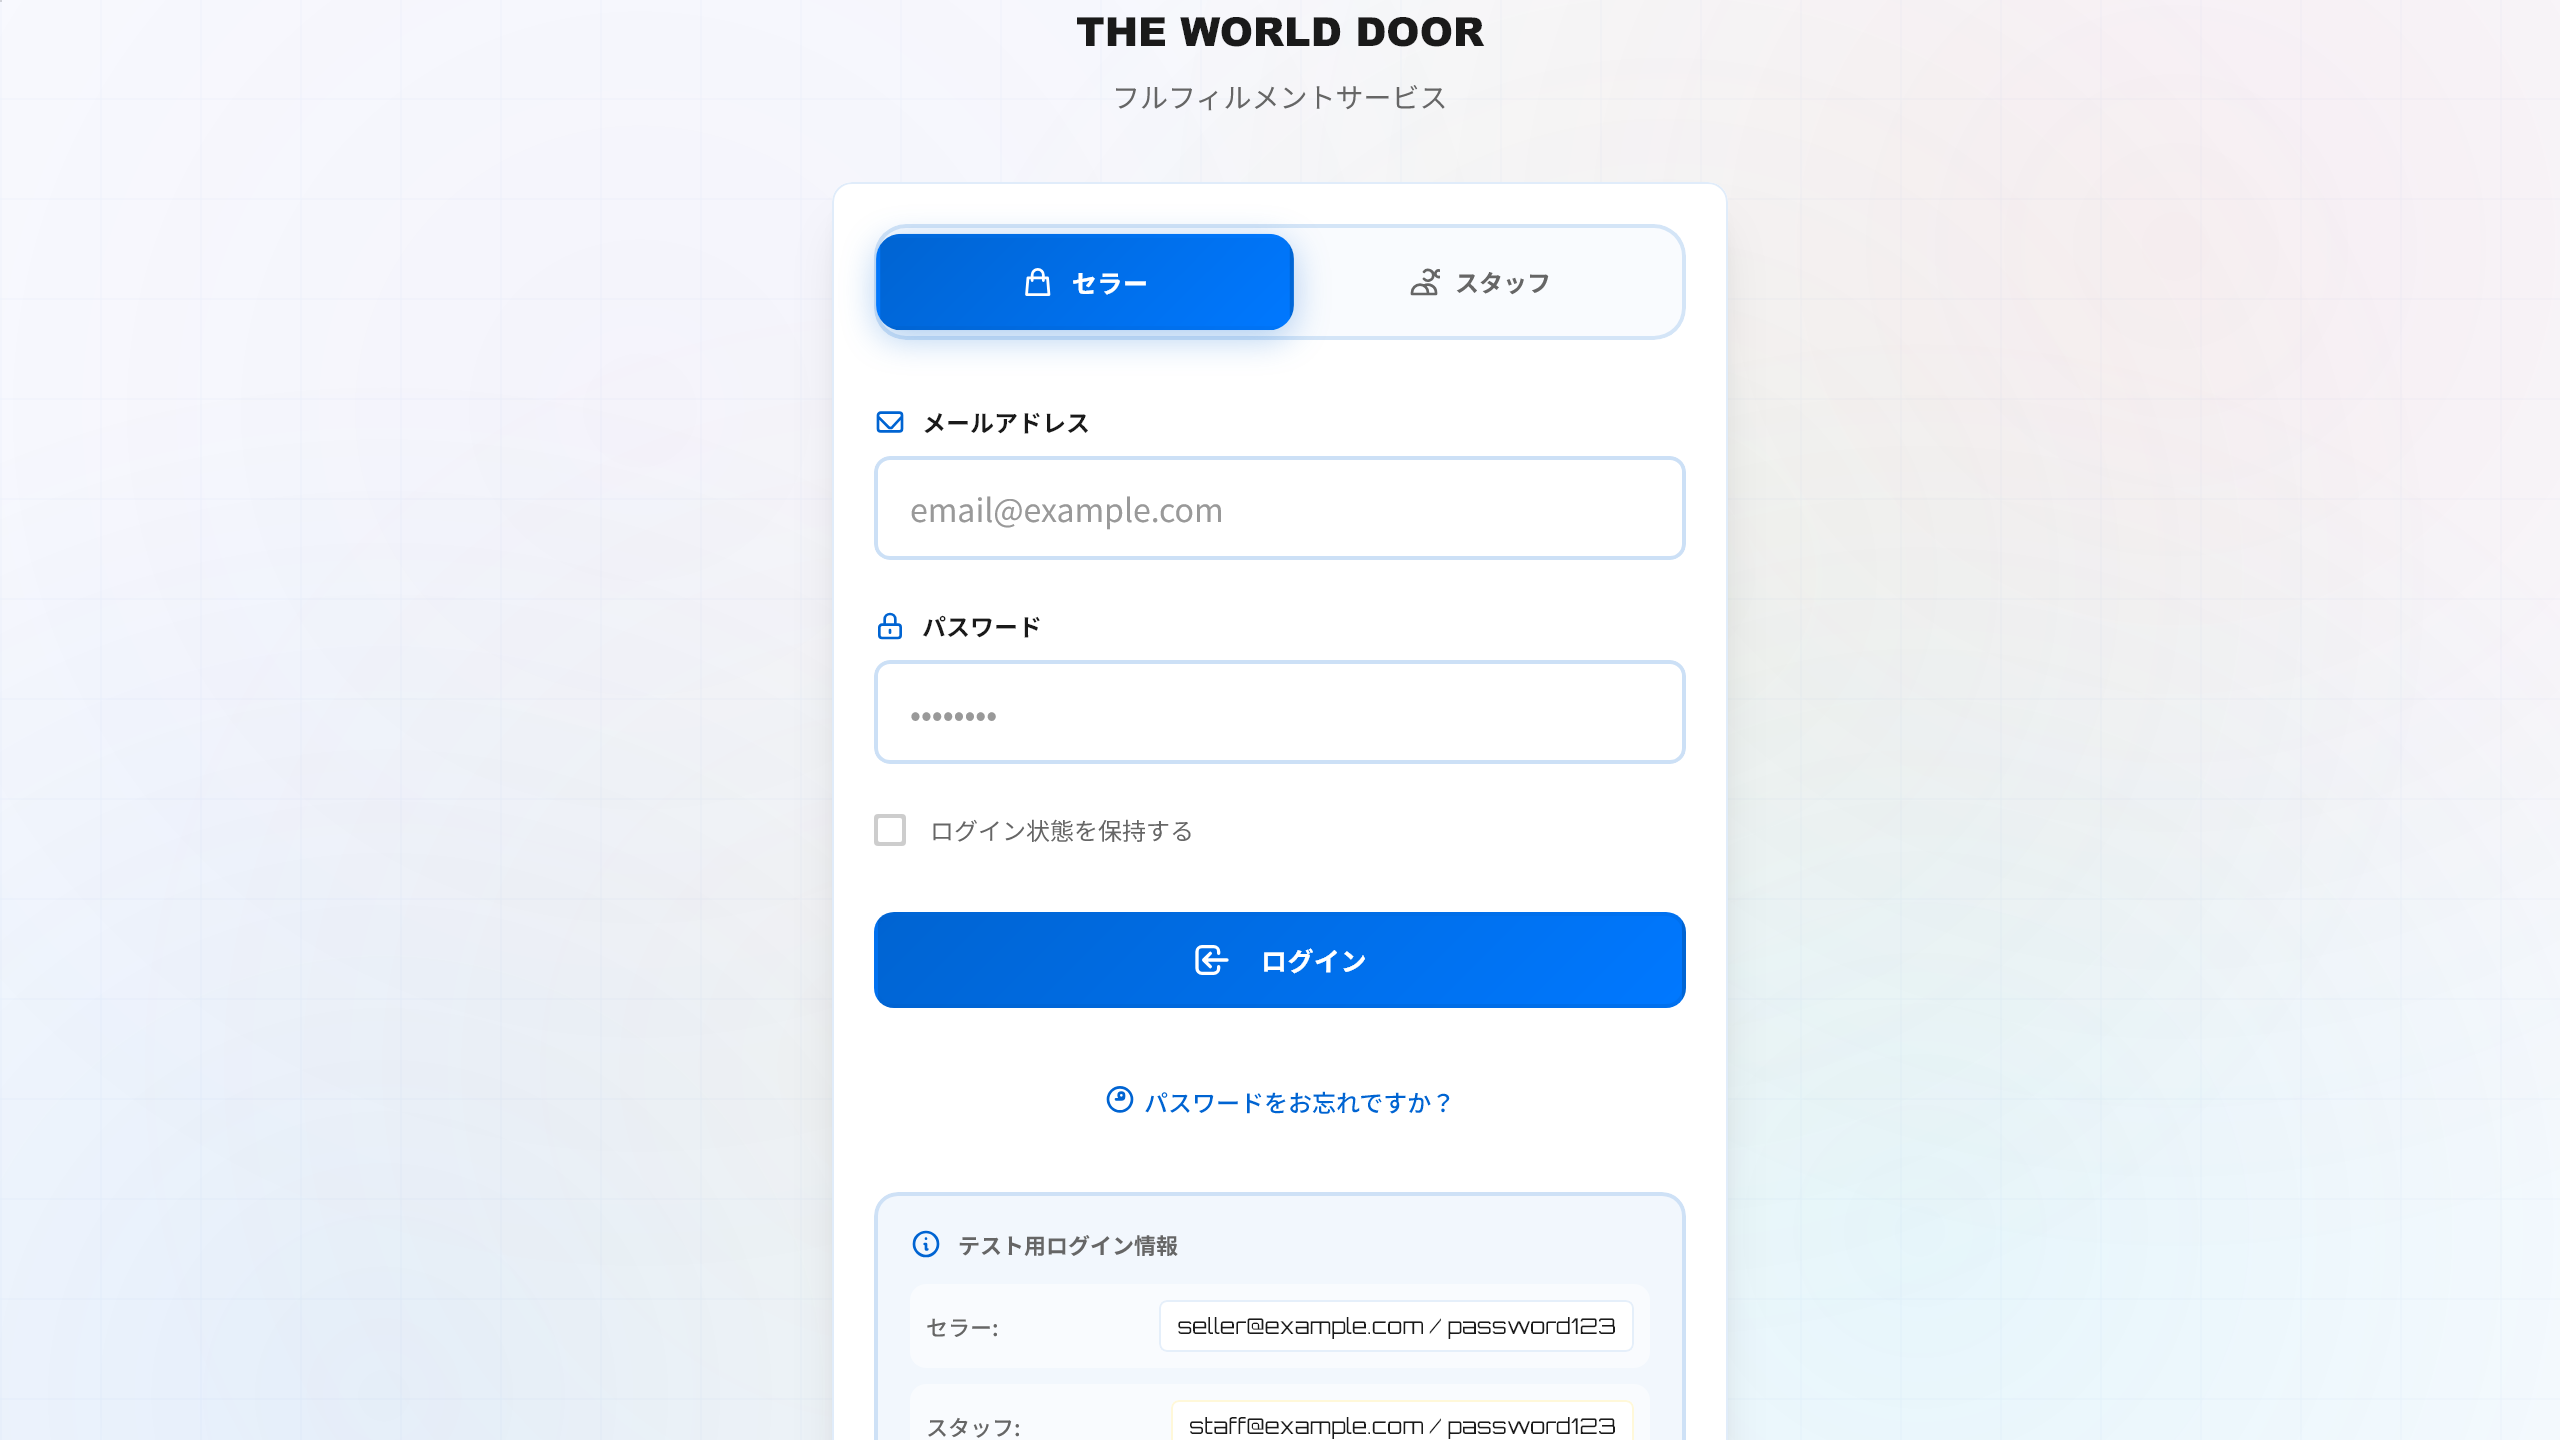 THE WORLD DOOR
フルフィルメントサービス
セラー
スタッフ
メールアドレス
email@example.com
パスワード
••••••••
ログイン状態を保持する
ログイン
パスワードをお忘れですか？
テスト用ログイン情報
セラー:
seller@example.com / password123
スタッフ:
staff@example.com / password123